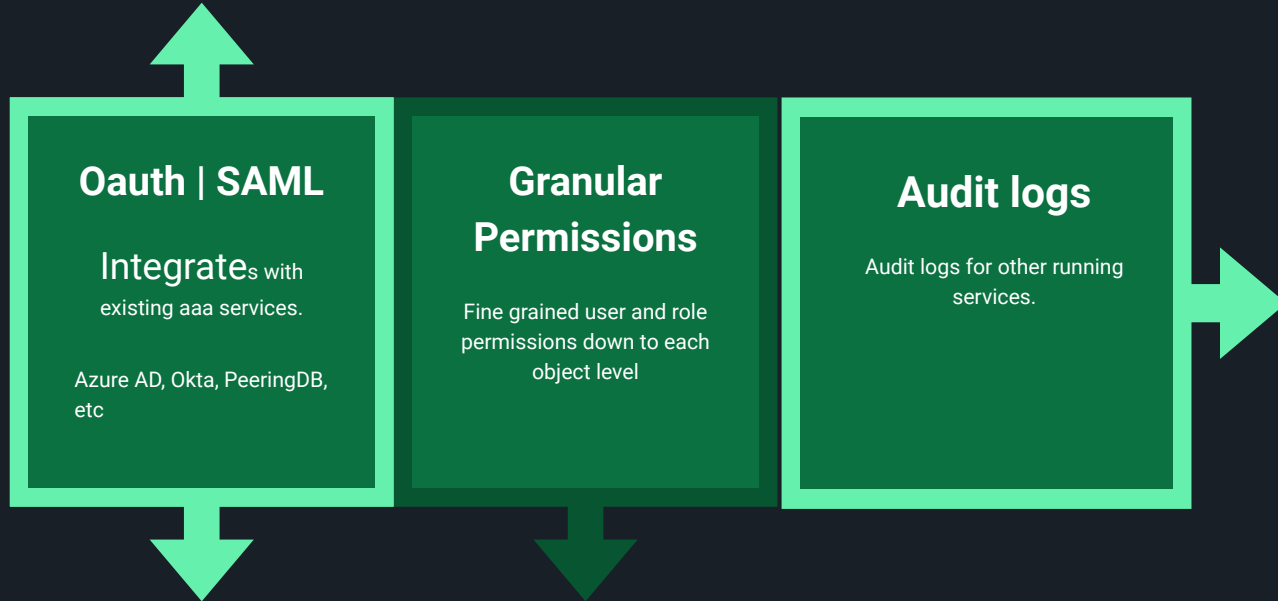 Oauth | SAML
Integrates with
existing aaa services.
Azure AD, Okta, PeeringDB,
etc
Granular
Permissions
Fine grained user and role
permissions down to each
object level
Audit logs
Audit logs for other running
services.